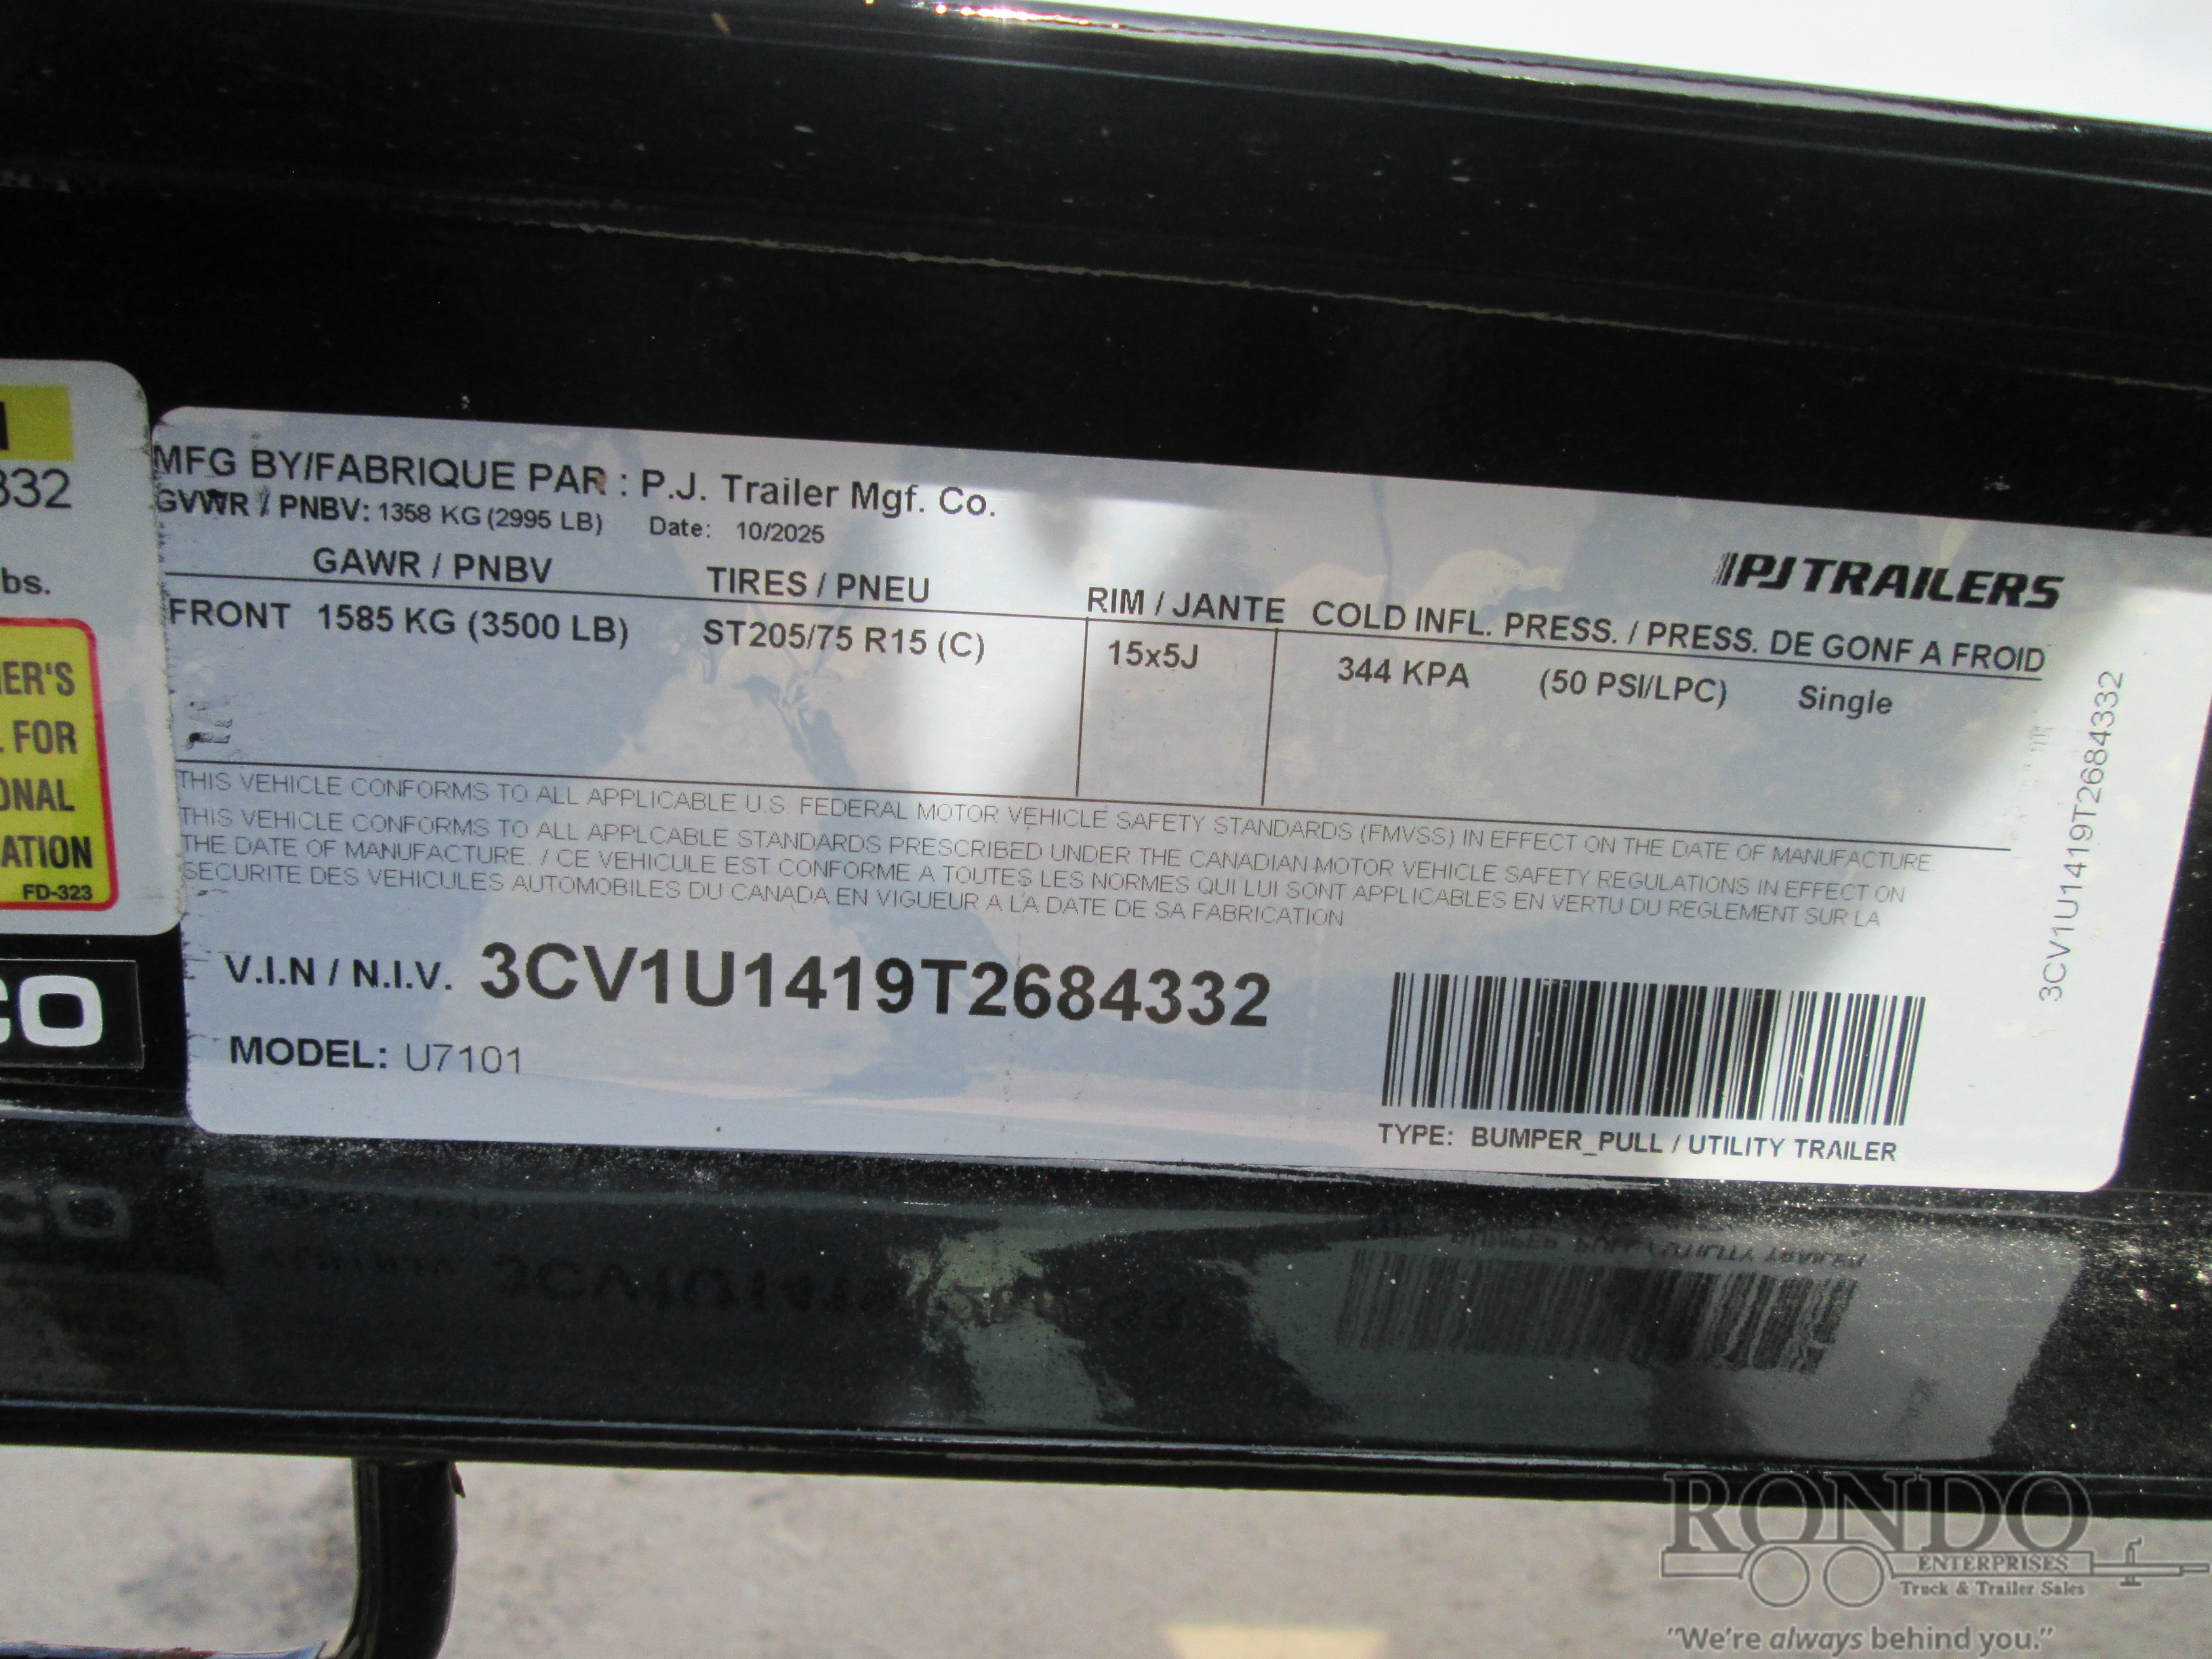 332
bs.
ER'S
FOR
ONAL
ATION
FD-323
CO
MFG BY/FABRIQUE PAR : P.J. Trailer Mgf. Co.
GVWR / PNBV: 1358 KG (2995 LB) Date: 10/2025
PJ TRAILERS
GAWR / PNBV TIRES / PNEU RIM / JANTE COLD INFL. PRESS. / PRESS. DE GONF A FROID
FRONT 1585 KG (3500 LB) ST205/75 R15 (C) 15x5J 344 KPA (50 PSI/LPC) Single
THIS VEHICLE CONFORMS TO ALL APPLICABLE U.S. FEDERAL MOTOR VEHICLE SAFETY STANDARDS (FMVSS) IN EFFECT ON THE DATE OF MANUFACTURE
THIS VEHICLE CONFORMS TO ALL APPLCABLE STANDARDS PRESCRIBED UNDER THE CANADIAN MOTOR VEHICLE SAFETY REGULATIONS IN EFFECT ON
THE DATE OF MANUFACTURE. / CE VEHICULE EST CONFORME A TOUTES LES NORMES QUI LUI SONT APPLICABLES EN VERTU DU REGLEMENT SUR LA
SECURITE DES VEHICULES AUTOMOBILES DU CANADA EN VIGUEUR A LA DATE DE SA FABRICATION
V.I.N / N.I.V. 3CV1U1419T2684332
MODEL: U7101
TYPE: BUMPER_PULL / UTILITY TRAILER
3CV1U1419T2684332
RONDO
ENTERPRISES
Truck & Trailer Sales
"We're always behind you."